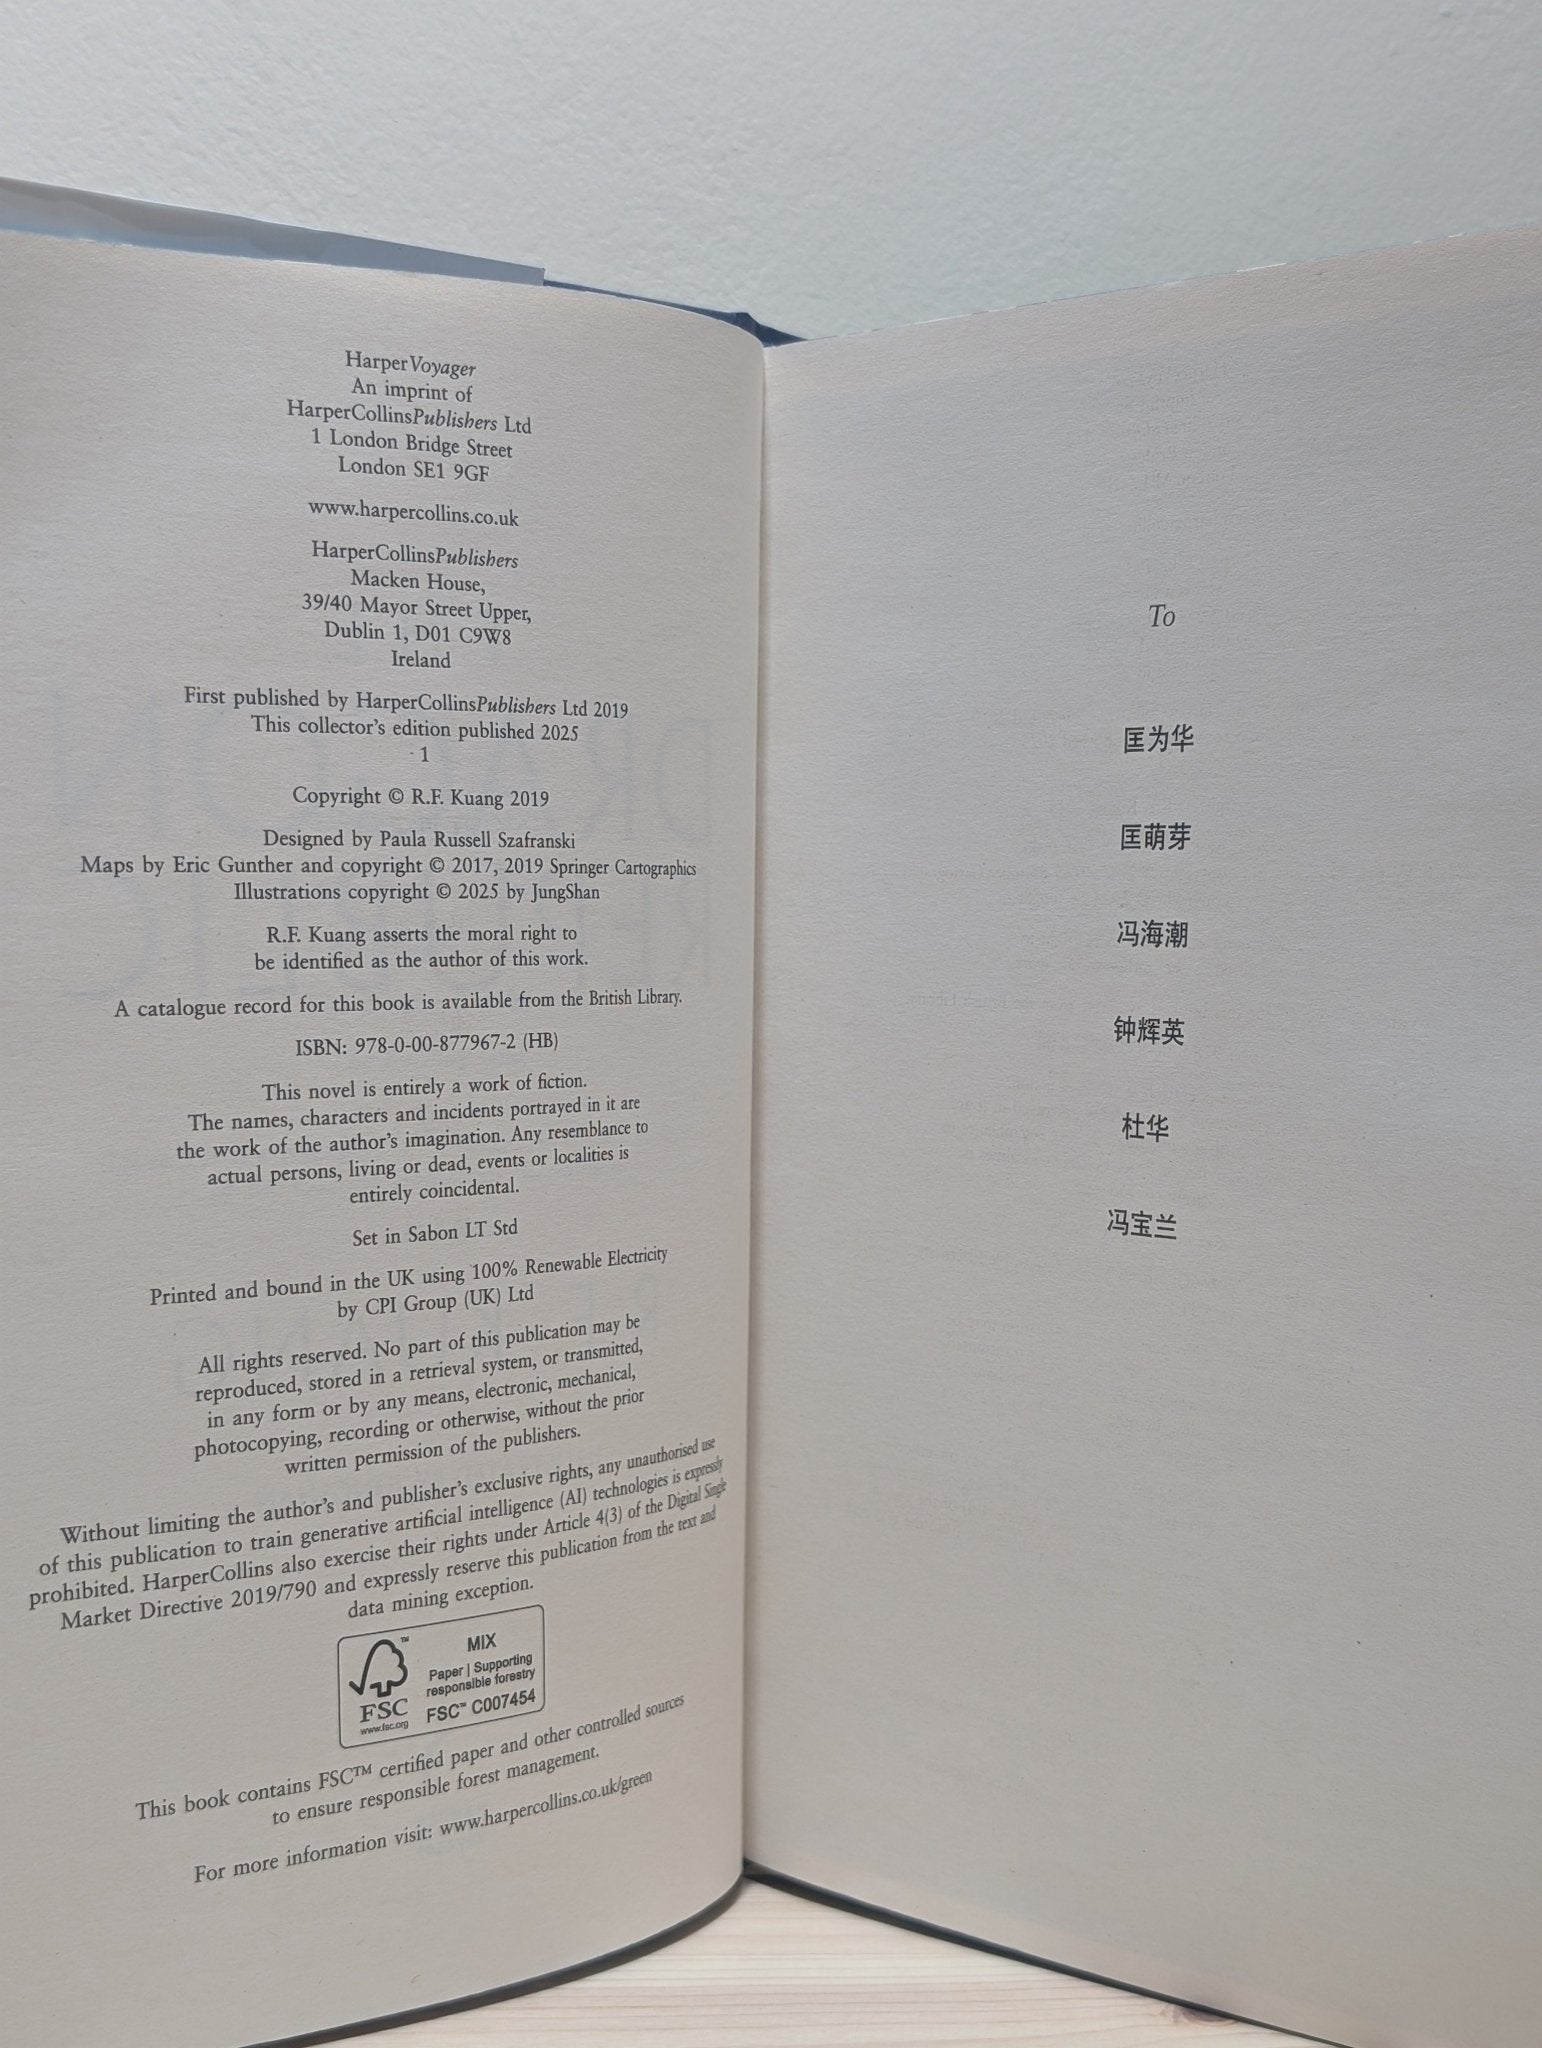 HarperVoyager
An imprint of
HarperCollinsPublishers Ltd
1 London Bridge Street
London SE1 9GF
www.harpercollins.co.uk
HarperCollinsPublishers
Macken House,
39/40 Mayor Street Upper,
Dublin 1, D01 C9W8
Ireland
First published by HarperCollinsPublishers Ltd 2019
This collector's edition published 2025
1
Copyright © R.F. Kuang 2019
Designed by Paula Russell Szafranski
Maps by Eric Gunther and copyright © 2017, 2019 Springer Cartographics
Illustrations copyright © 2025 by JungShan
R.F. Kuang asserts the moral right to
be identified as the author of this work.
A catalogue record for this book is available from the British Library.
ISBN: 978-0-00-877967-2 (HB)
This novel is entirely a work of fiction.
The names, characters and incidents portrayed in it are
the work of the author's imagination. Any resemblance to
actual persons, living or dead, events or localities is
entirely coincidental.
Set in Sabon LT Std
Printed and bound in the UK using 100% Renewable Electricity
by CPI Group (UK) Ltd
All rights reserved. No part of this publication may be
reproduced, stored in a retrieval system, or transmitted,
in any form or by any means, electronic, mechanical,
photocopying, recording or otherwise, without the prior
written permission of the publishers.
Without limiting the author's and publisher's exclusive rights, any unauthorised use
of this publication to train generative artificial intelligence (AI) technologies is expressly
prohibited. HarperCollins also exercise their rights under Article 4(3) of the Digital Single
Market Directive 2019/790 and expressly reserve this publication from the text and
data mining exception.
FSC
www.fsc.org
MIX
Paper | Supporting
responsible forestry
FSC™ C007454
This book contains FSC™ certified paper and other controlled sources
to ensure responsible forest management.
For more information visit: www.harpercollins.co.uk/green
To
匡为华
匡萌芽
冯海潮
钟辉英
杜华
冯宝兰